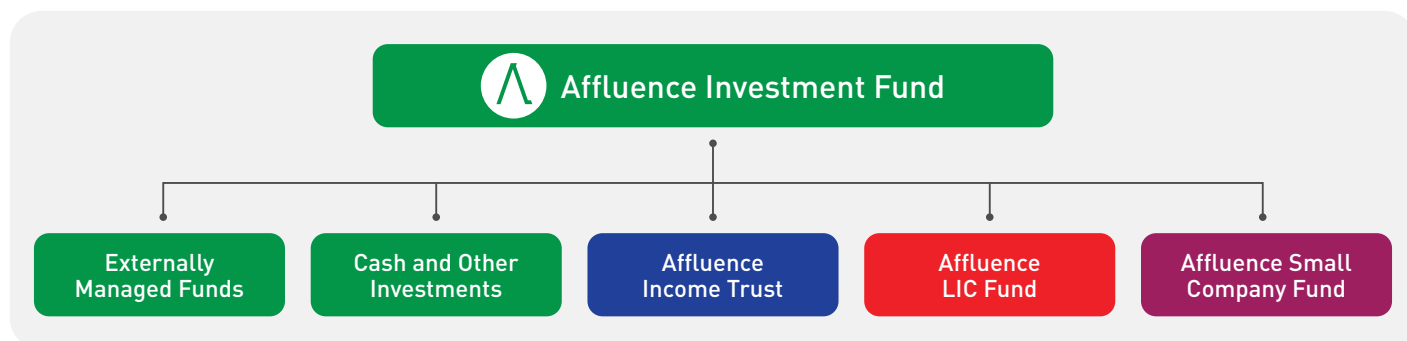 Affluence Investment Fund
Externally
Managed Funds
Cash and Other
Investments
Affluence
Income Trust
Affluence
LIC Fund
Affluence Small
Company Fund